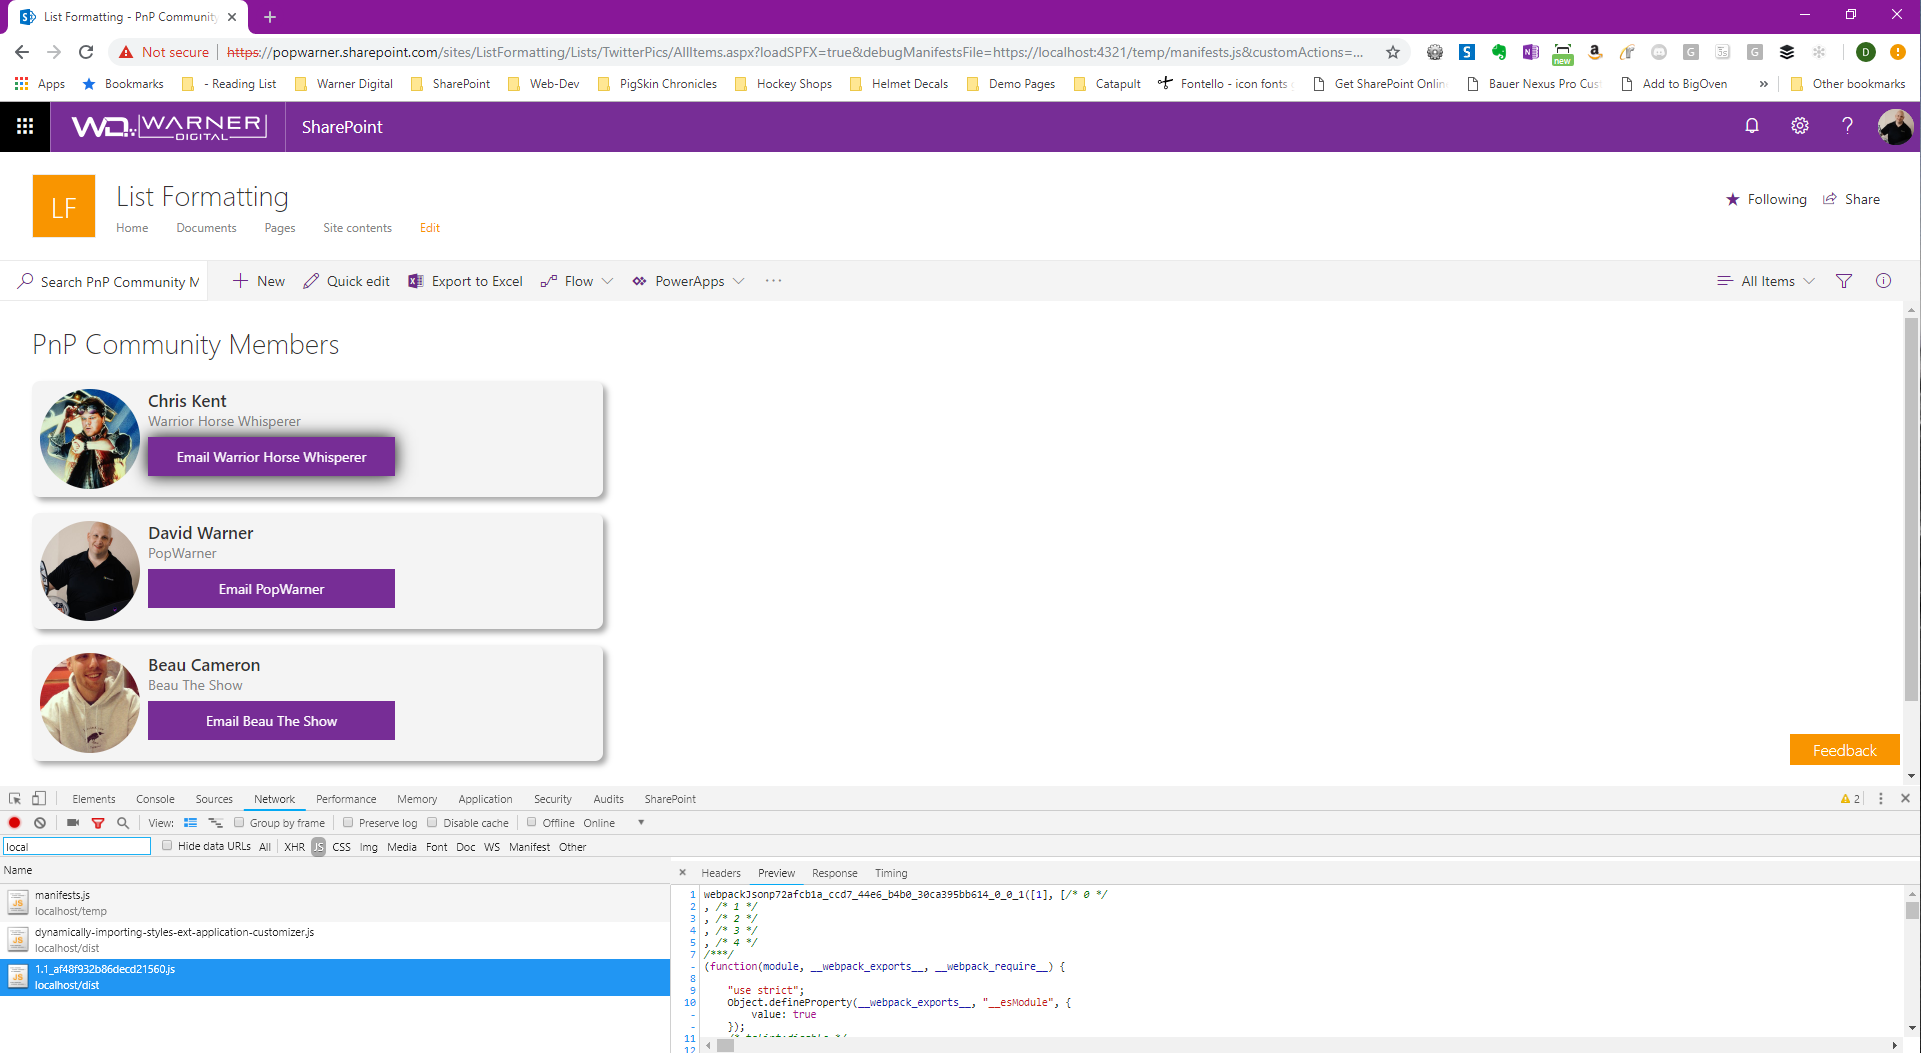 List Formatting - PnP Community
Not secure https://popwarner.sharepoint.com/sites/ListFormatting/Lists/TwitterPics/AllItems.aspx?loadSPFX=true&debugManifestsFile=https://localhost:4321/temp/manifests.js&customActions=...
new
D
Apps Bookmarks - Reading List Warner Digital SharePoint Web-Dev PigSkin Chronicles Hockey Shops Helmet Decals Demo Pages Catapult Fontello - icon fonts Get SharePoint Onlin Bauer Nexus Pro Cus Add to BigOven » Other bookmarks
WD WARNER DIGITAL SharePoint
LF List Formatting
Following Share
Home Documents Pages Site contents Edit
Search PnP Community M New Quick edit Export to Excel Flow PowerApps ... All Items
PnP Community Members
Chris Kent
Warrior Horse Whisperer
Email Warrior Horse Whisperer
David Warner
PopWarner
Email PopWarner
Beau Cameron
Beau The Show
Email Beau The Show
Feedback
Elements Console Sources Network Performance Memory Application Security Audits SharePoint 2
View: Group by frame Preserve log Disable cache Offline Online
local Hide data URLs All XHR JS CSS Img Media Font Doc WS Manifest Other
Name
manifests.js
localhost/temp
dynamically-importing-styles-ext-application-customizer.js
localhost/dist
1.1_af48f932b86decd21560.js
localhost/dist
Headers Preview Response Timing
1 webpackJsonp72afcb1a_ccd7_44e6_b4b0_30ca395bb614_0_0_1([1], [/* 0 */
2 , /* 1 */
3 , /* 2 */
4 , /* 3 */
5 , /* 4 */
7 /***/
- (function(module, __webpack_exports__, __webpack_require__) {
8
9 "use strict";
10 Object.defineProperty(__webpack_exports__, "__esModule", {
- value: true
- });
11
12